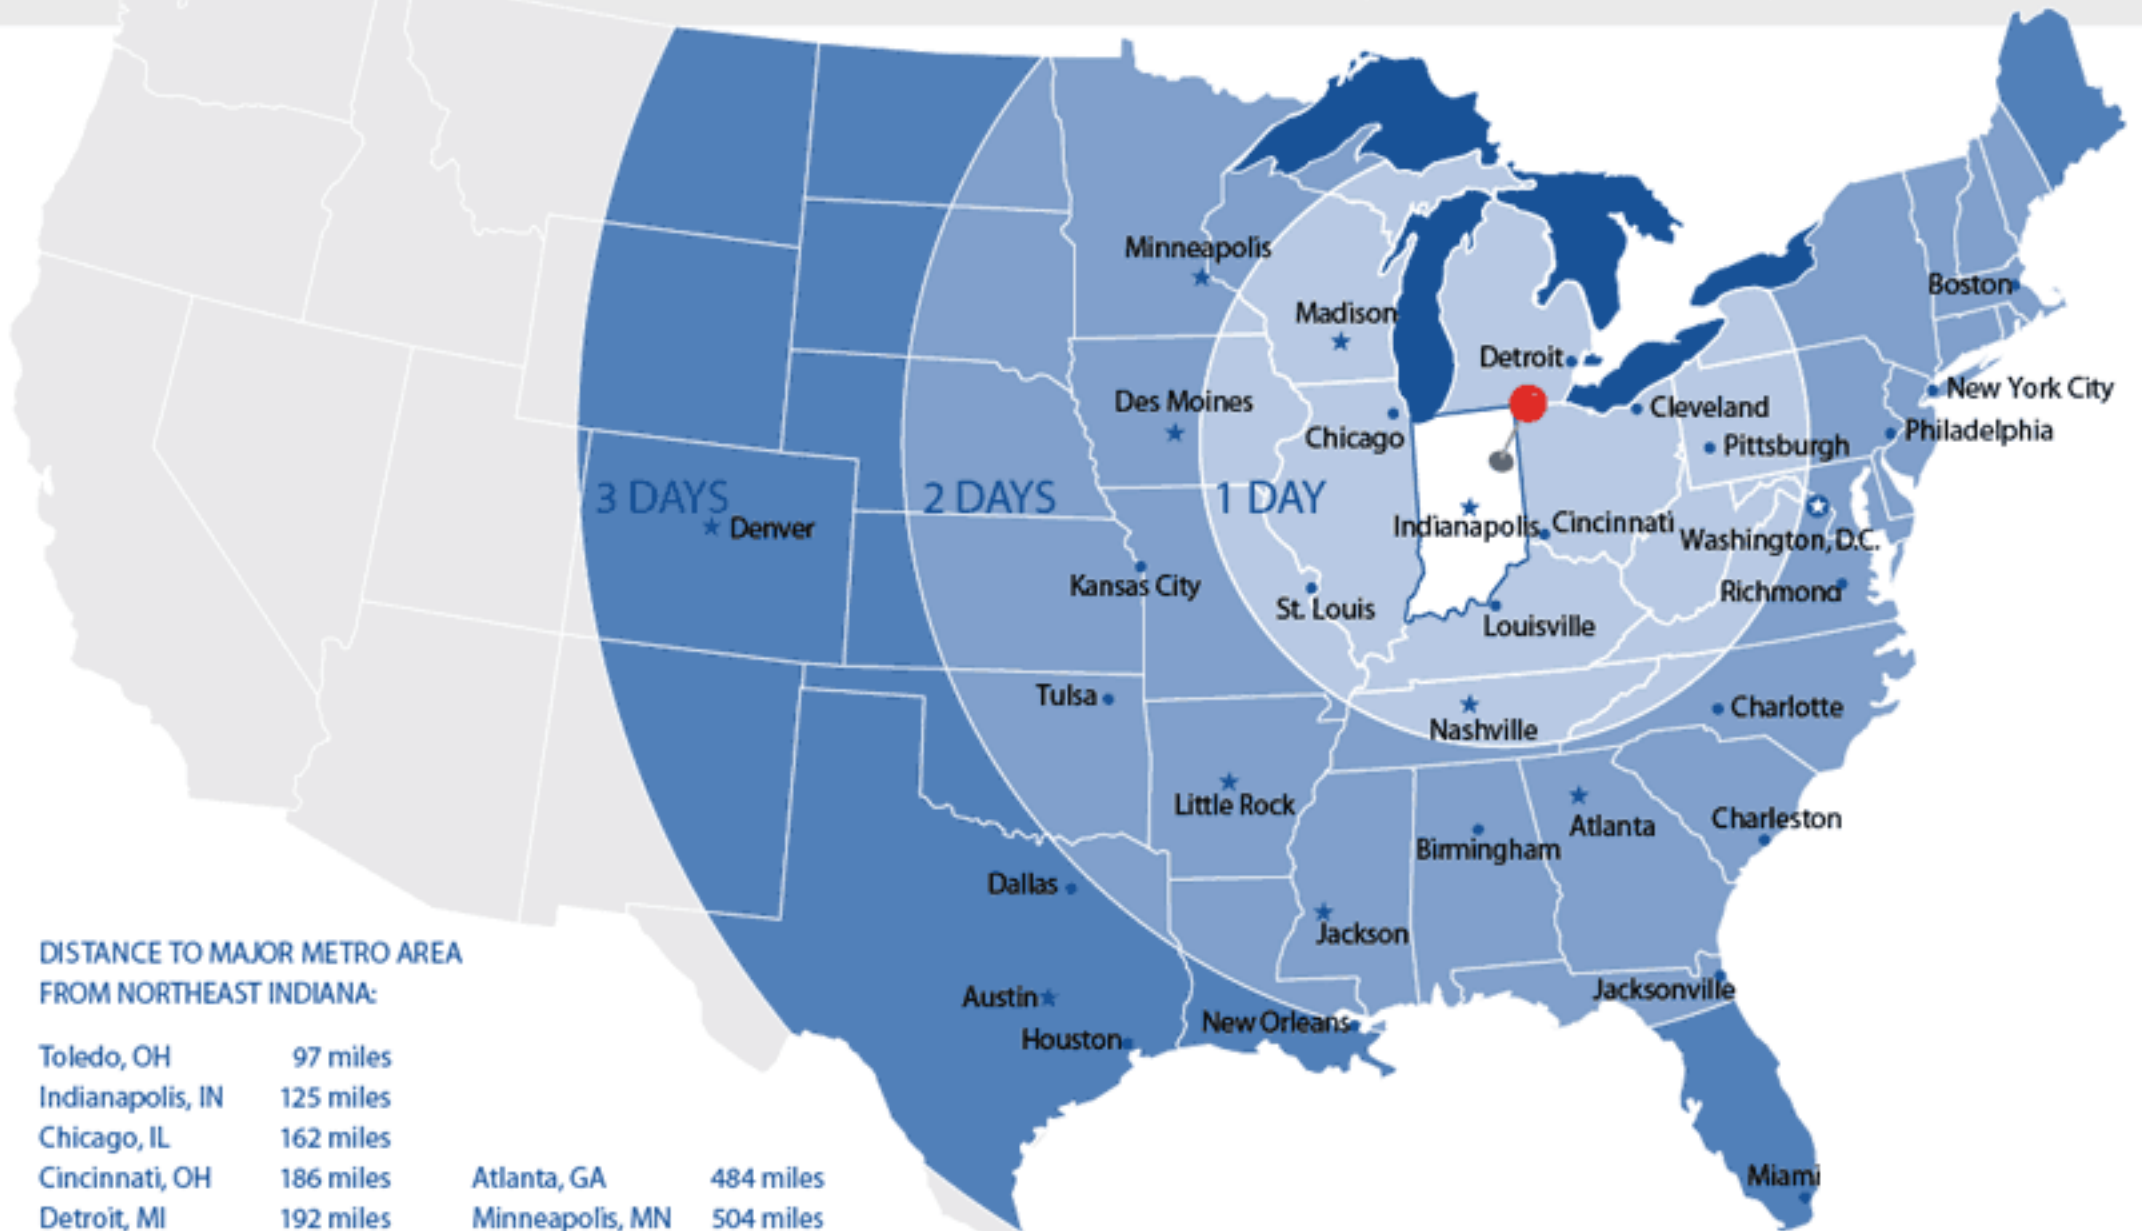 Minneapolis
Madison
Detroit
Boston
Des Moines
Chicago
Cleveland
New York City
Pittsburgh
Philadelphia
3 DAYS
2 DAYS
1 DAY
Denver
Indianapolis
Cincinnati
Washington, D.C.
Kansas City
St. Louis
Richmond
Louisville
Tulsa
Nashville
Charlotte
Little Rock
Birmingham
Atlanta
Charleston
Dallas
Jackson
Austin
Houston
New Orleans
Jacksonville
Miami
DISTANCE TO MAJOR METRO AREA
FROM NORTHEAST INDIANA:
Toledo, OH 97 miles
Indianapolis, IN 125 miles
Chicago, IL 162 miles
Cincinnati, OH 186 miles Atlanta, GA 484 miles
Detroit, MI 192 miles Minneapolis, MN 504 miles